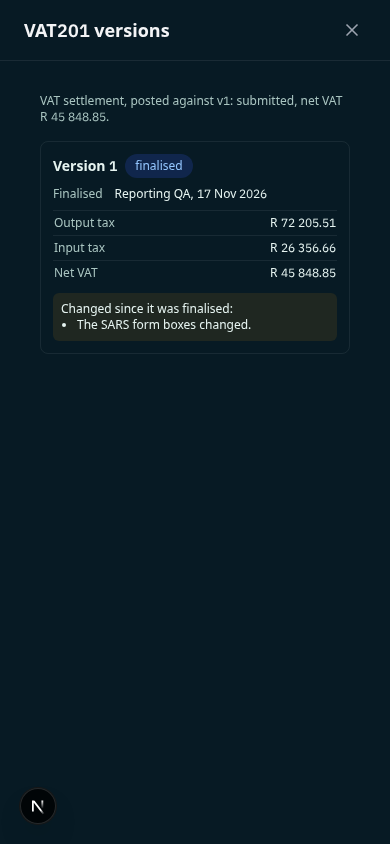 VAT201 versions
VAT settlement, posted against v1: submitted, net VAT
R 45 848.85.
Version 1 finalised
Finalised Reporting QA, 17 Nov 2026
Output tax R 72 205.51
Input tax R 26 356.66
Net VAT R 45 848.85
Changed since it was finalised:
• The SARS form boxes changed.
N